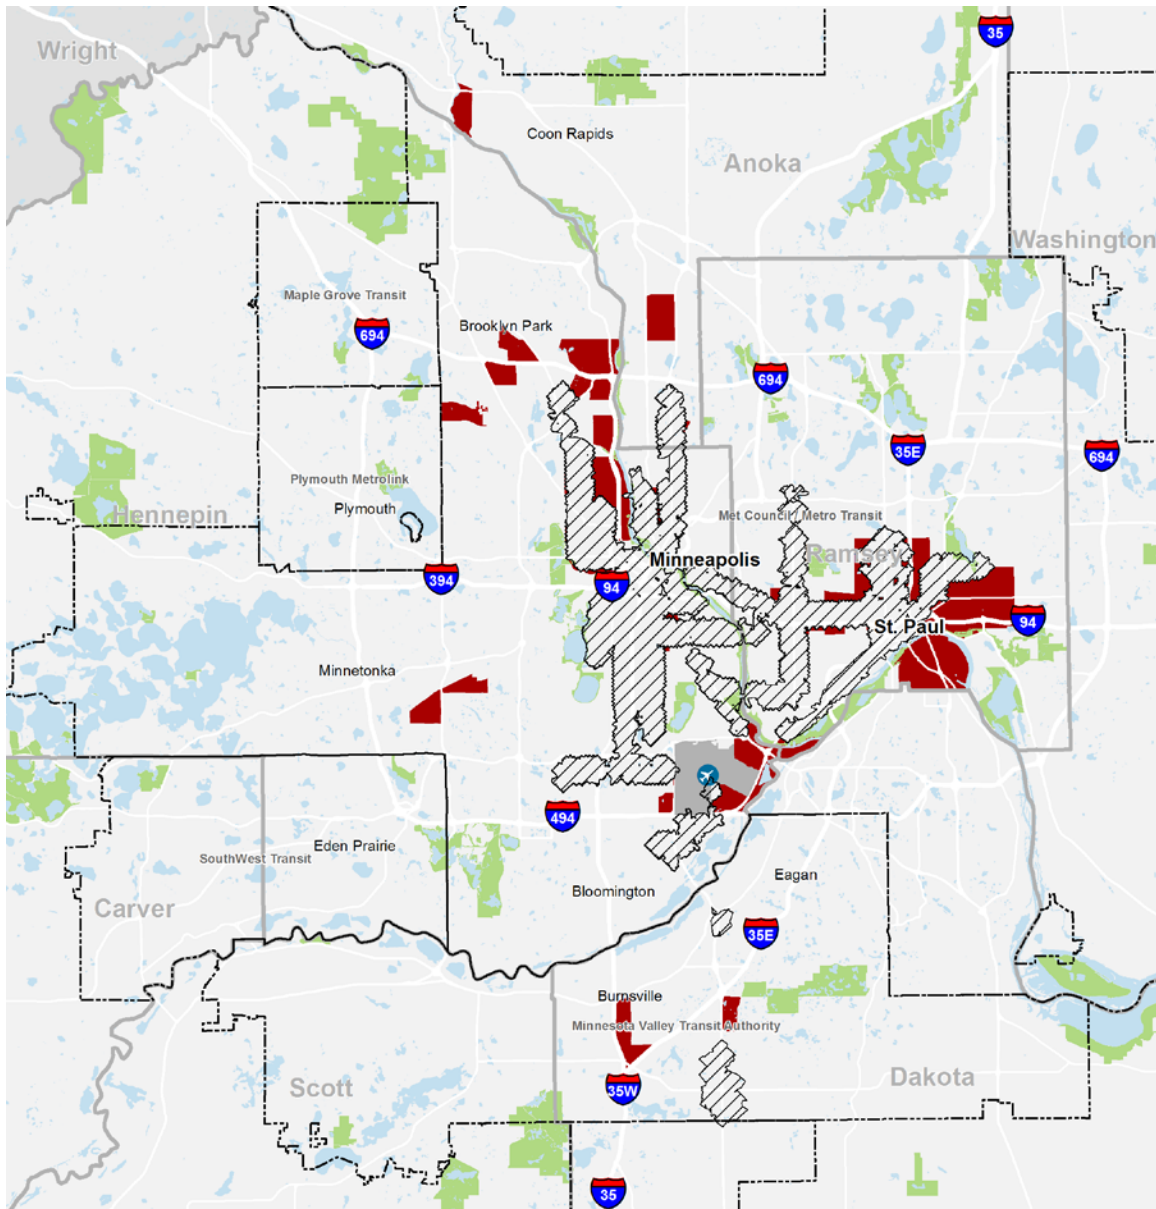 35
Wright
Coon Rapids
Anoka
Washington
Maple Grove Transit
Brooklyn Park
694
694
35E
694
Plymouth Metrolink
Plymouth
Hennepin
Met Council / Metro Transit
Ramsey
Minneapolis
394
94
94
St. Paul
Minnetonka
494
Eden Prairie
SouthWest Transit
Eagan
Bloomington
Carver
35E
Burnsville
Minnesota Valley Transit Authority
Scott
35W
Dakota
35